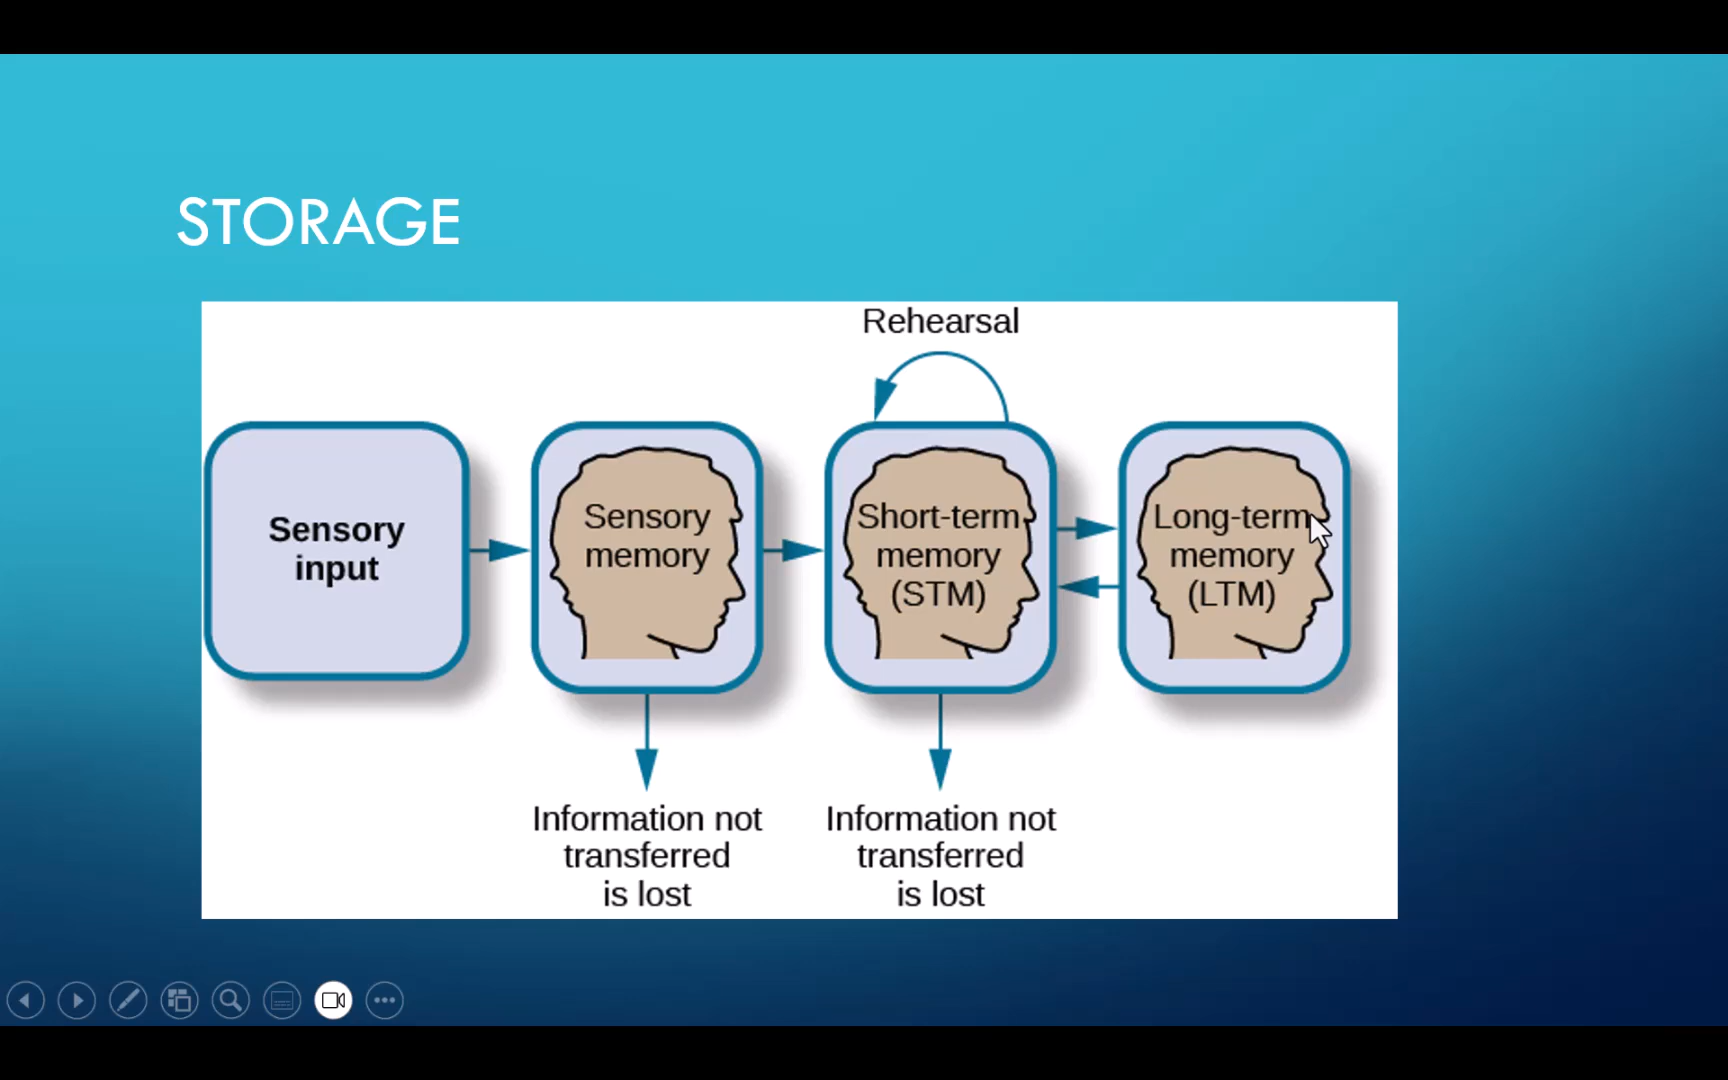 STORAGE
Rehearsal
Sensory
input
Sensory
memory
Short-term
memory
(STM)
Long-term
memory
(LTM)
Information not
transferred
is lost
Information not
transferred
is lost